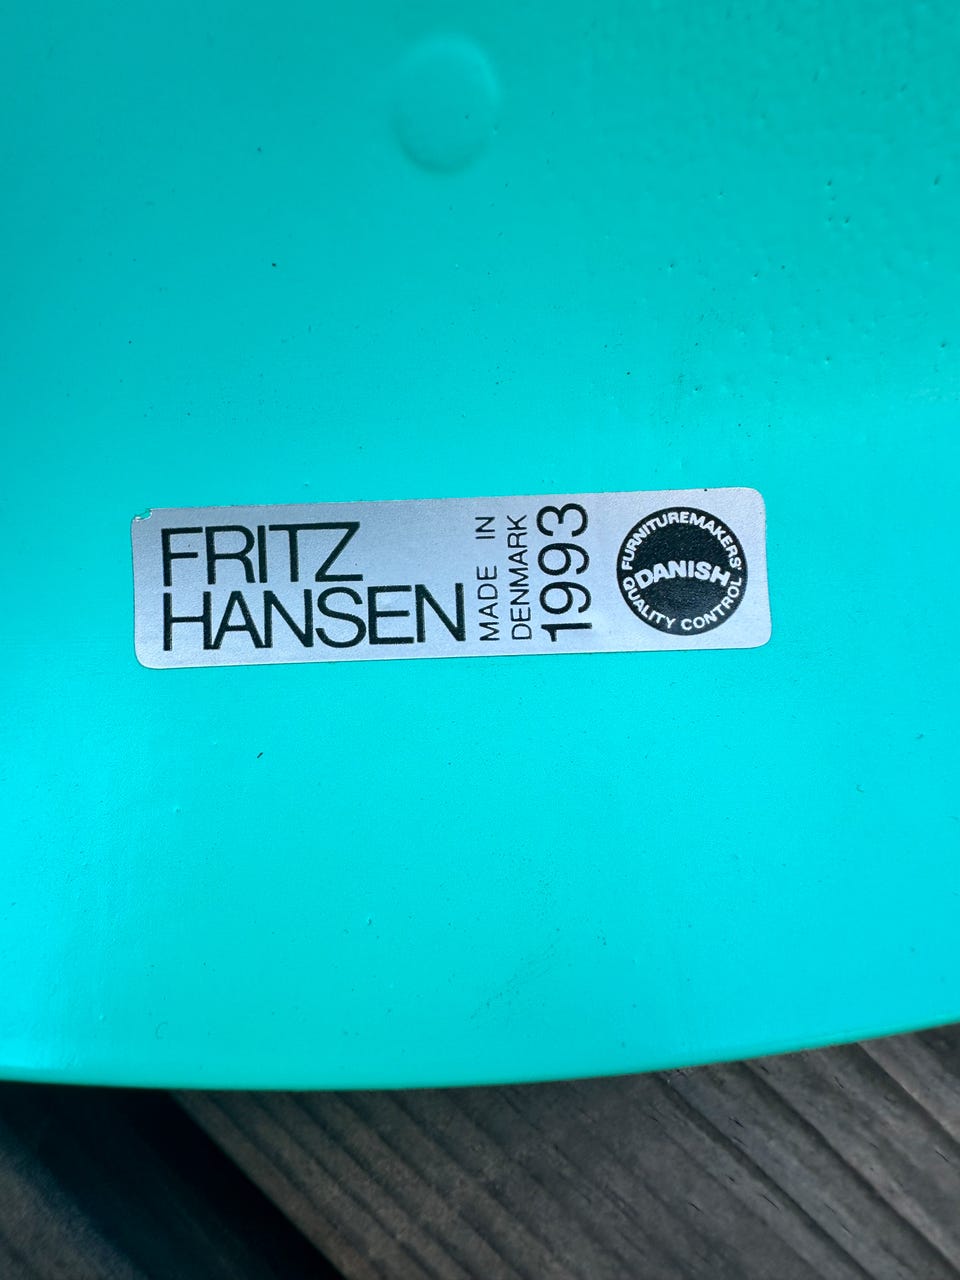 FRITZ
HANSEN
MADE IN
DENMARK
1993
FURNITUREMAKERS'
DANISH
QUALITY CONTROL